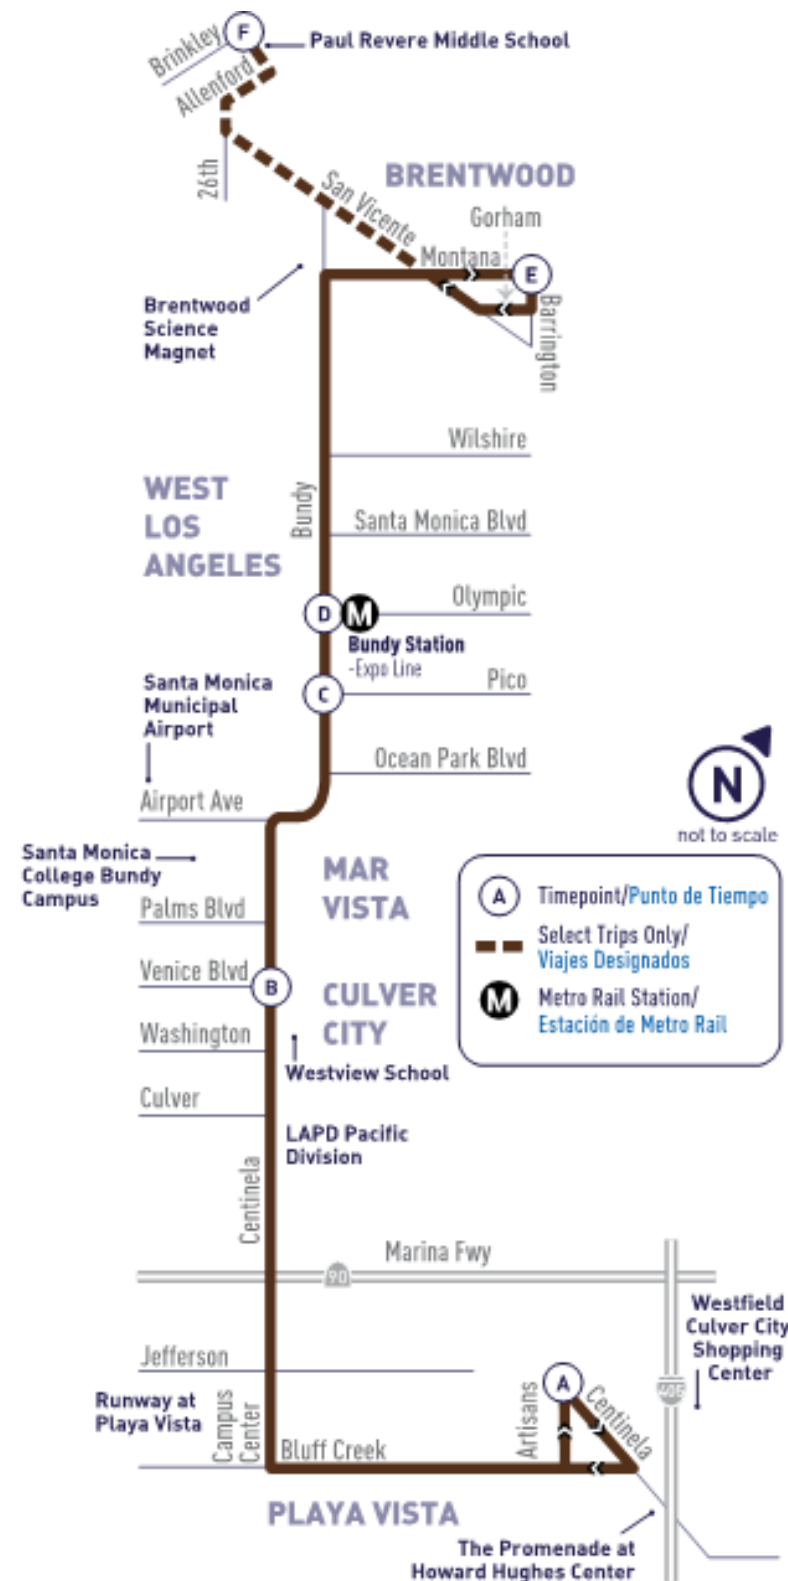 F
Paul Revere Middle School
Brinkley
Allenford
26th
San Vicente
BRENTWOOD
Gorham
Montana
E
Barrington
Brentwood
Science
Magnet
Wilshire
WEST
LOS
ANGELES
Bundy
Santa Monica Blvd
Olympic
D
M
Bundy Station
-Expo Line
Santa Monica
Municipal
Airport
C
Pico
Ocean Park Blvd
Airport Ave
N
not to scale
Santa Monica
College Bundy
Campus
MAR
VISTA
Palms Blvd
Venice Blvd
B
CULVER
CITY
Washington
Westview School
Culver
LAPD Pacific
Division
A
Timepoint/Punto de Tiempo
Select Trips Only/
Viajes Designados
M
Metro Rail Station/
Estación de Metro Rail
Centinela
Marina Fwy
90
Westfield
Culver City
Shopping
Center
405
Jefferson
Runway at
Playa Vista
Campus
Center
Bluff Creek
Artisans
A
Centinela
PLAYA VISTA
The Promenade at
Howard Hughes Center